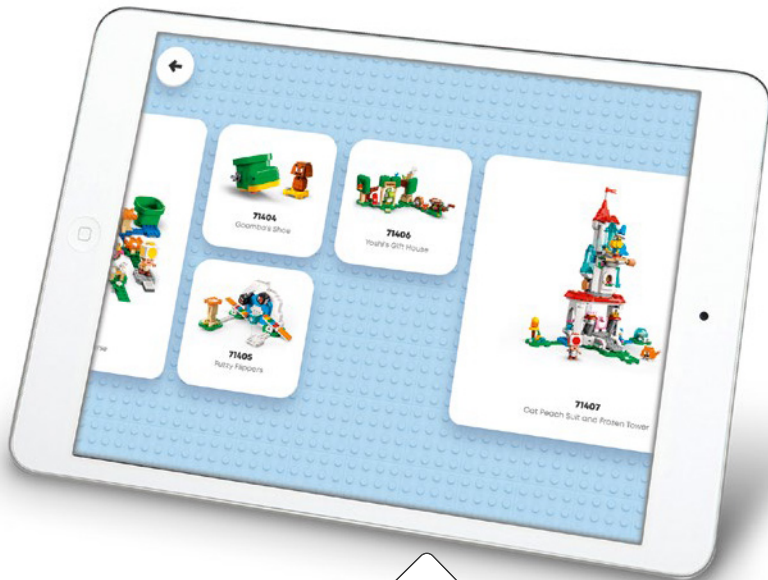 71404
Goomba's Shoe
71406
Yoshi's Gift House
71405
Fuzzy Flippers
71407
Cat Peach Suit and Frozen Tower